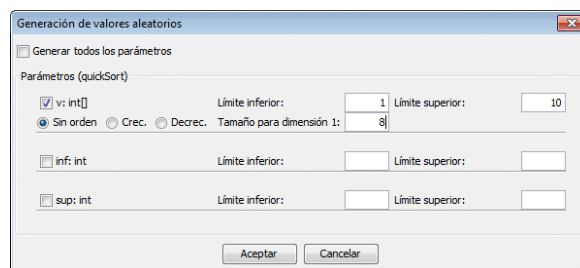 Generación de valores aleatorios
Generar todos los parámetros
Parámetros (quickSort)
v: int[] Límite inferior: 1 Límite superior: 10
Sin orden Crec. Decrec. Tamaño para dimensión 1: 8
inf: int Límite inferior: Límite superior:
sup: int Límite inferior: Límite superior:
Aceptar Cancelar